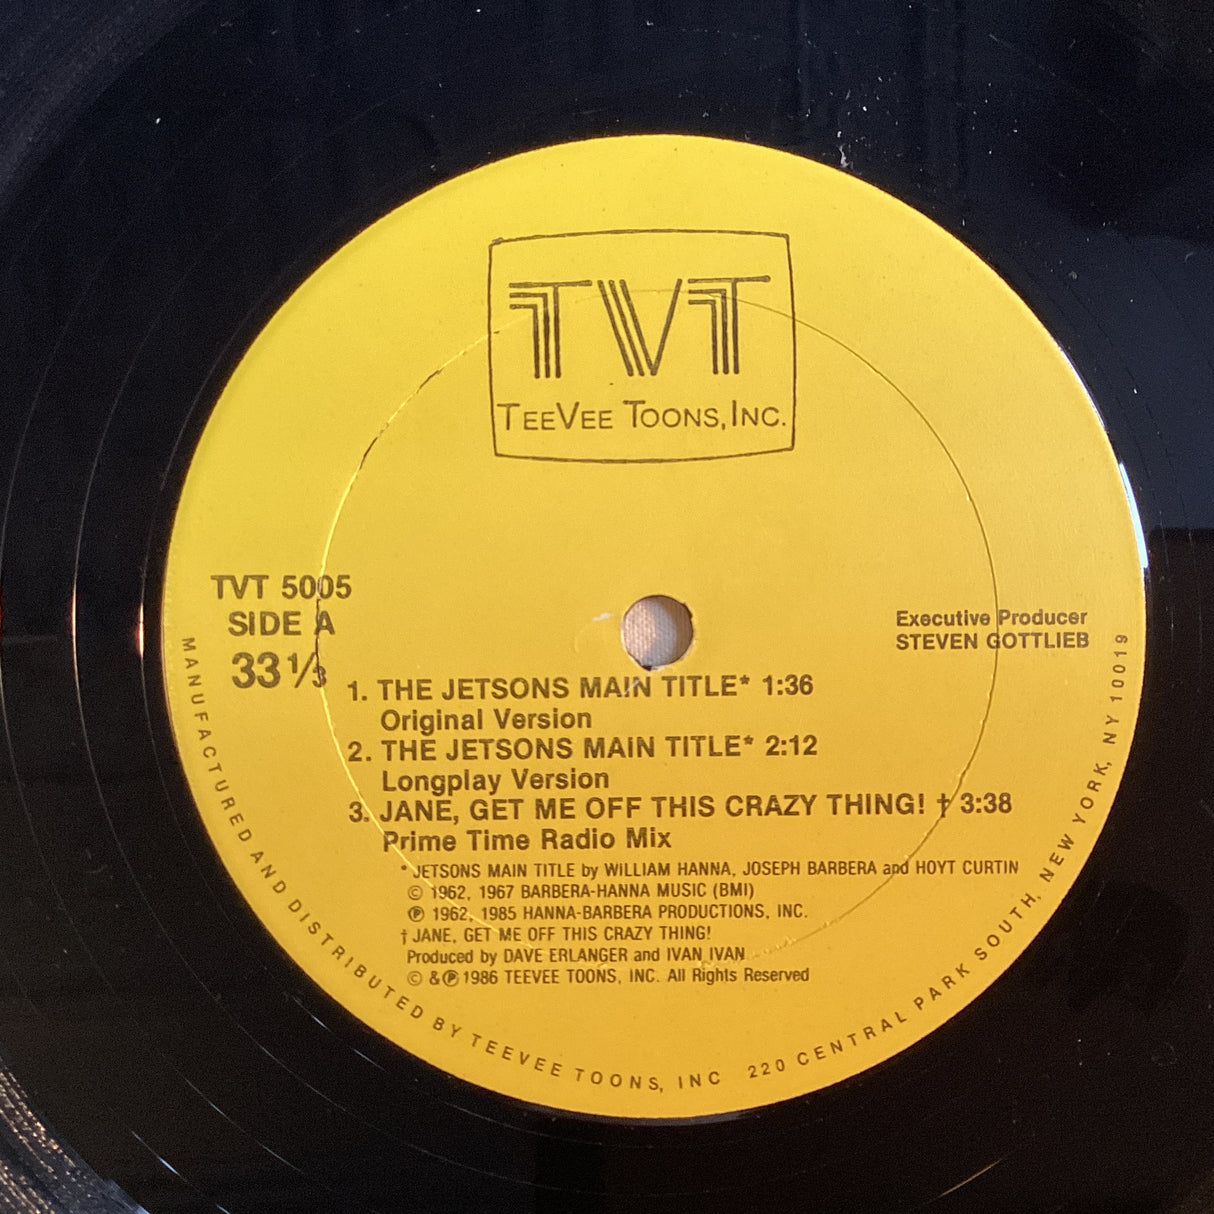 TVT
TEEVEE TOONS, INC.
TVT 5005
SIDE A
33 1/3
Executive Producer
STEVEN GOTTLIEB
1. THE JETSONS MAIN TITLE* 1:36
Original Version
2. THE JETSONS MAIN TITLE* 2:12
Longplay Version
3. JANE, GET ME OFF THIS CRAZY THING! † 3:38
Prime Time Radio Mix
* JETSONS MAIN TITLE by WILLIAM HANNA, JOSEPH BARBERA and HOYT CURTIN
© 1962, 1967 BARBERA-HANNA MUSIC (BMI)
℗ 1962, 1985 HANNA-BARBERA PRODUCTIONS, INC.
† JANE, GET ME OFF THIS CRAZY THING!
Produced by DAVE ERLANGER and IVAN IVAN
© & ℗ 1986 TEEVEE TOONS, INC. All Rights Reserved
MANUFACTURED AND DISTRIBUTED BY TEEVEE TOONS, INC 220 CENTRAL PARK SOUTH, NEW YORK, NY 10019